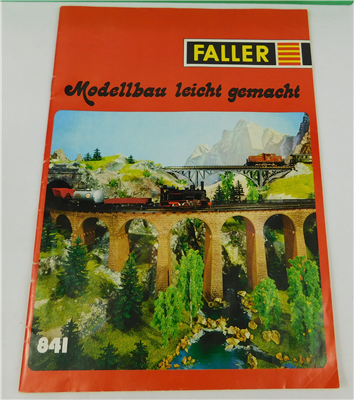 FALLER
Modellbau leicht gemacht
841